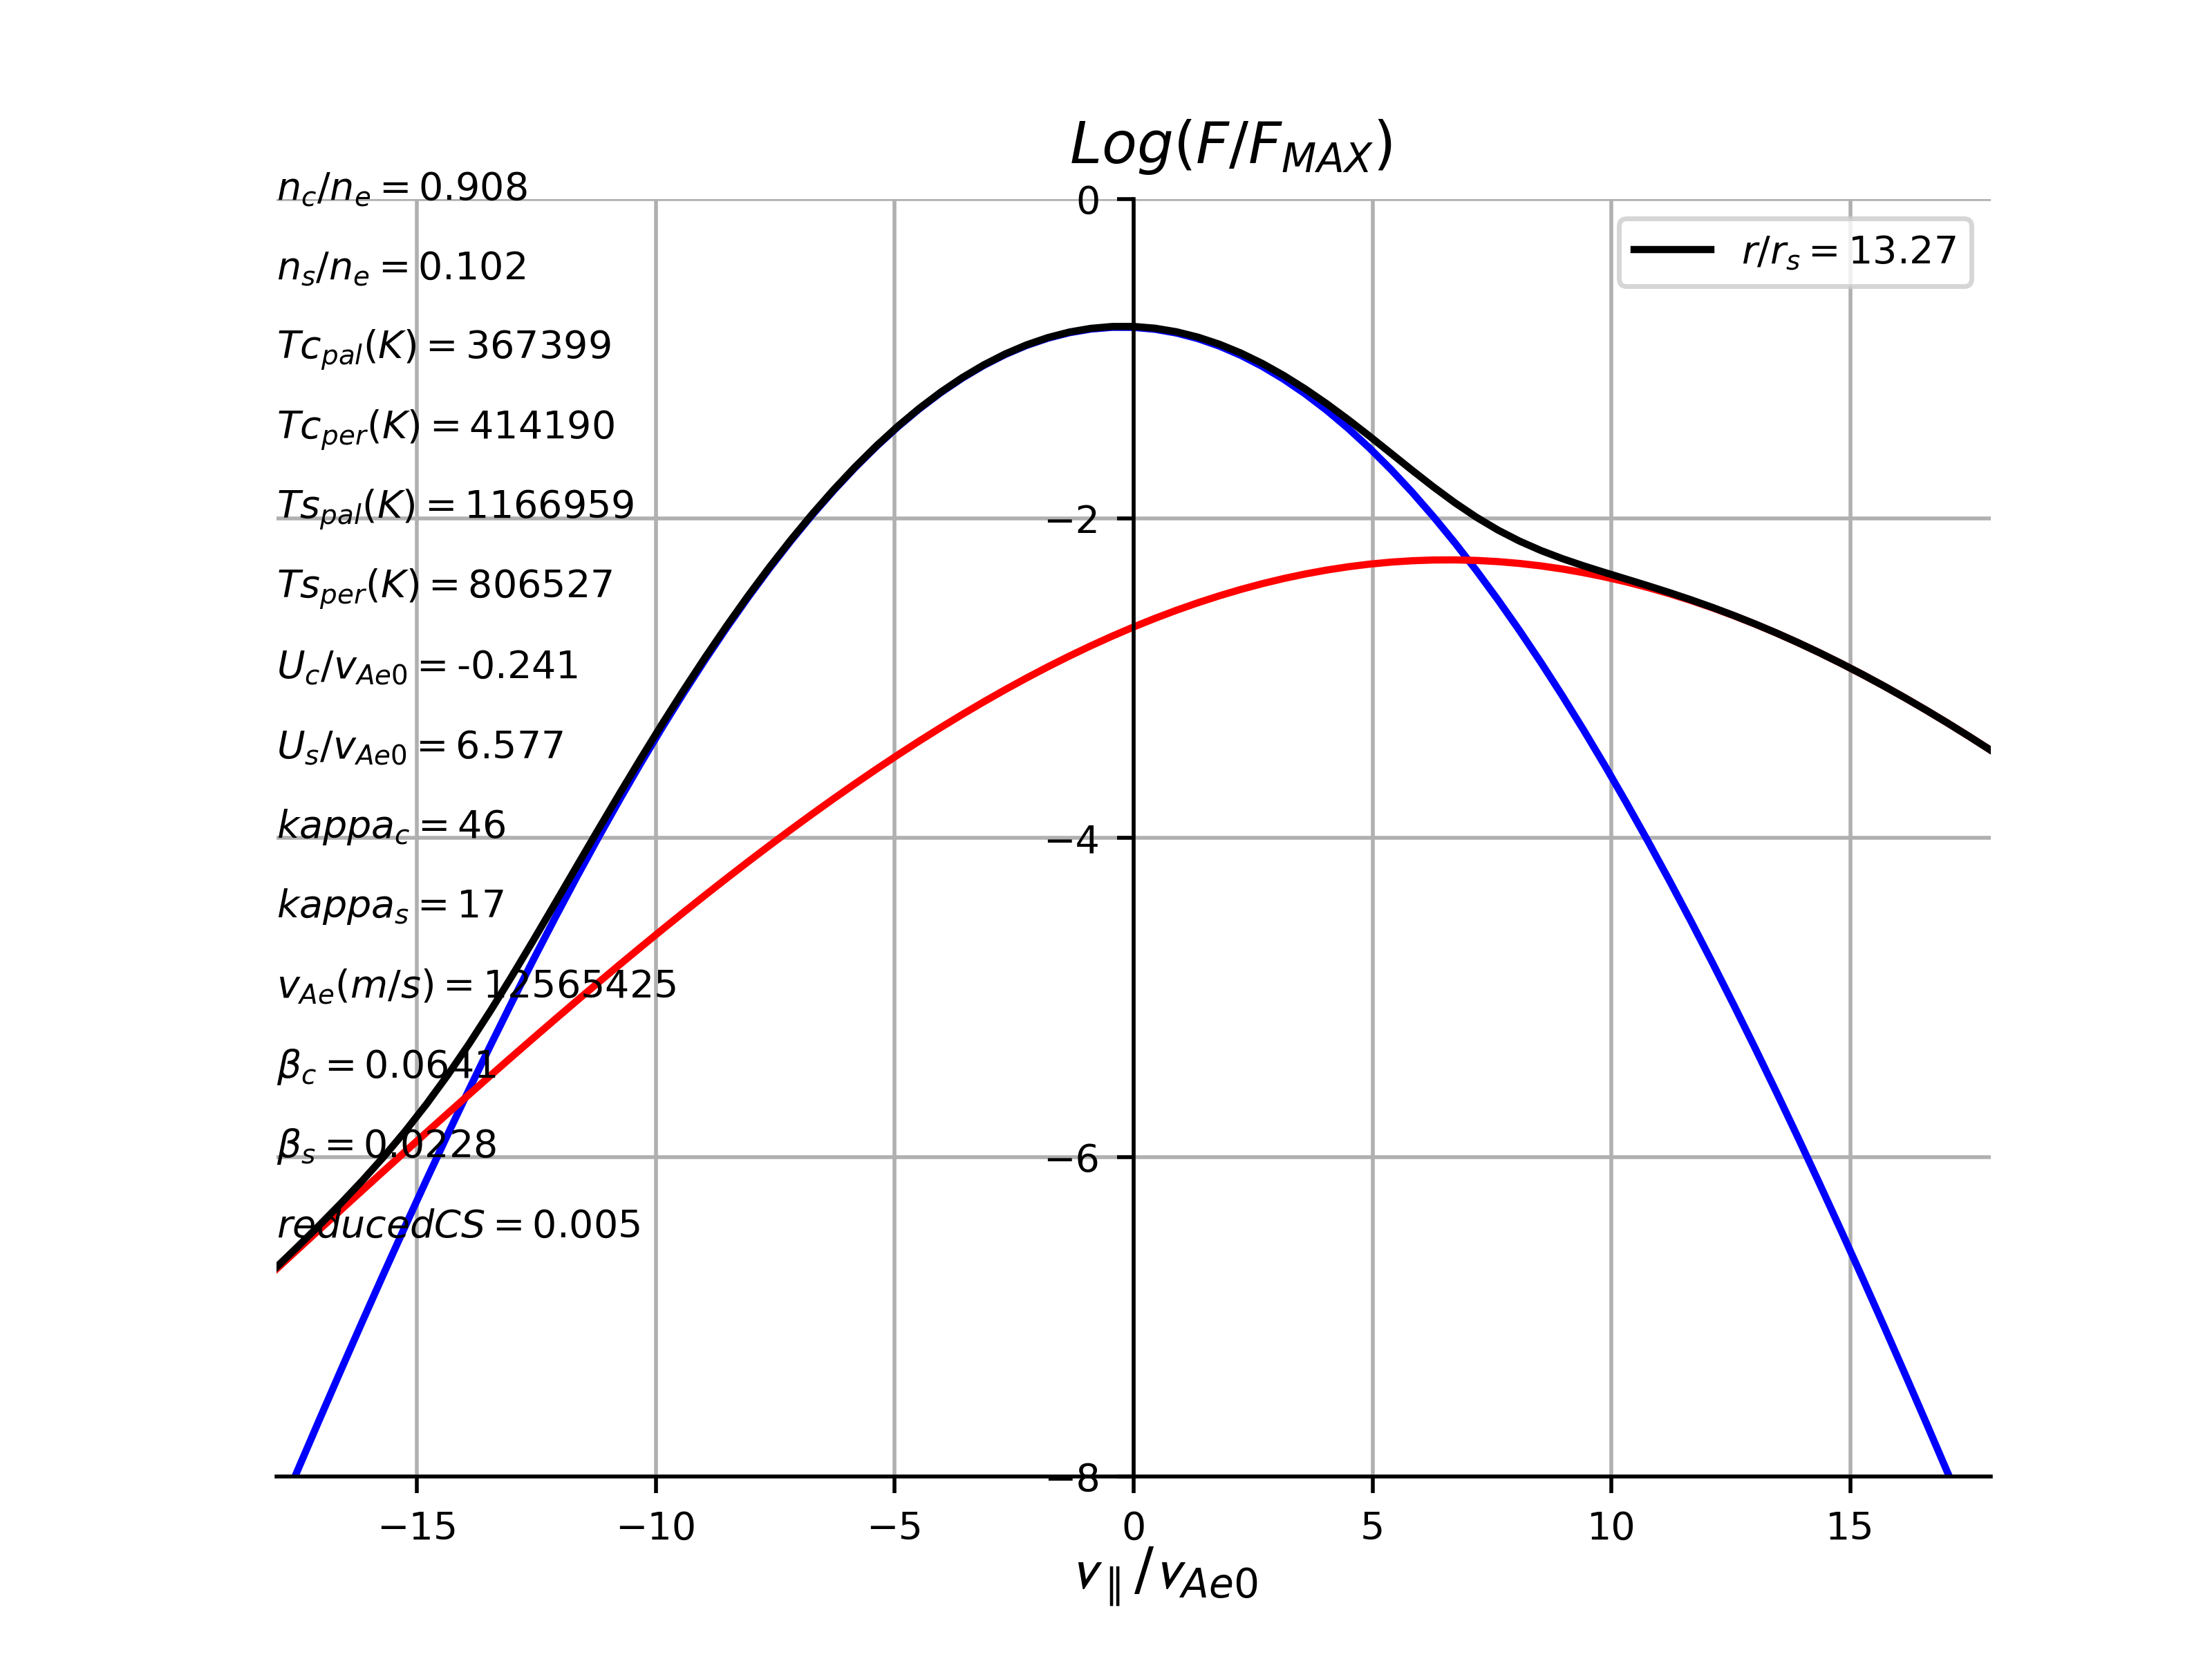 Log(F/F_MAX)
n_c/n_e = 0.908
n_s/n_e = 0.102
Tc_pal(K) = 367399
Tc_per(K) = 414190
Ts_pal(K) = 1166959
Ts_per(K) = 806527
U_c/v_Ae0 = -0.241
U_s/v_Ae0 = 6.577
kappa_c = 46
kappa_s = 17
v_Ae(m/s) = 12565425
β_c = 0.0641
β_s = 0.0228
reducedCS = 0.005
r/r_s = 13.27
0
−2
−4
−6
−8
−15 −10 −5 0 5 10 15
v_∥/v_Ae0